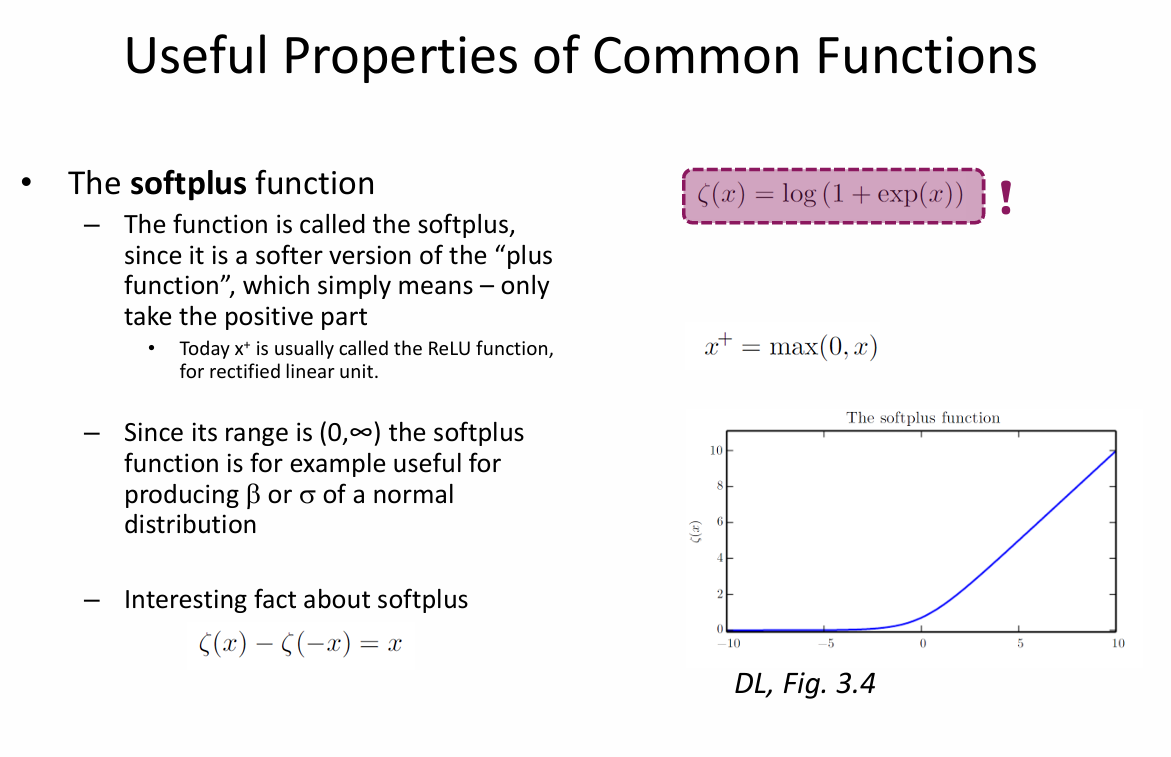 Useful Properties of Common Functions
• The softplus function
– The function is called the softplus,
since it is a softer version of the “plus
function”, which simply means – only
take the positive part
• Today x⁺ is usually called the ReLU function,
for rectified linear unit.
– Since its range is (0,∞) the softplus
function is for example useful for
producing β or σ of a normal
distribution
– Interesting fact about softplus
ζ(x) − ζ(−x) = x
ζ(x) = log (1 + exp(x)) !
x⁺ = max(0, x)
The softplus function
10
8
6
4
2
0
ζ(x)
−10 −5 0 5 10
DL, Fig. 3.4